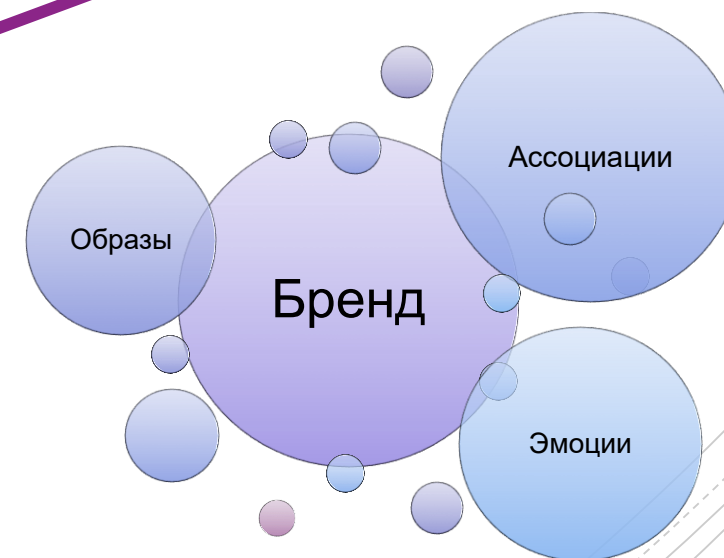 Ассоциации
Образы
Бренд
Эмоции